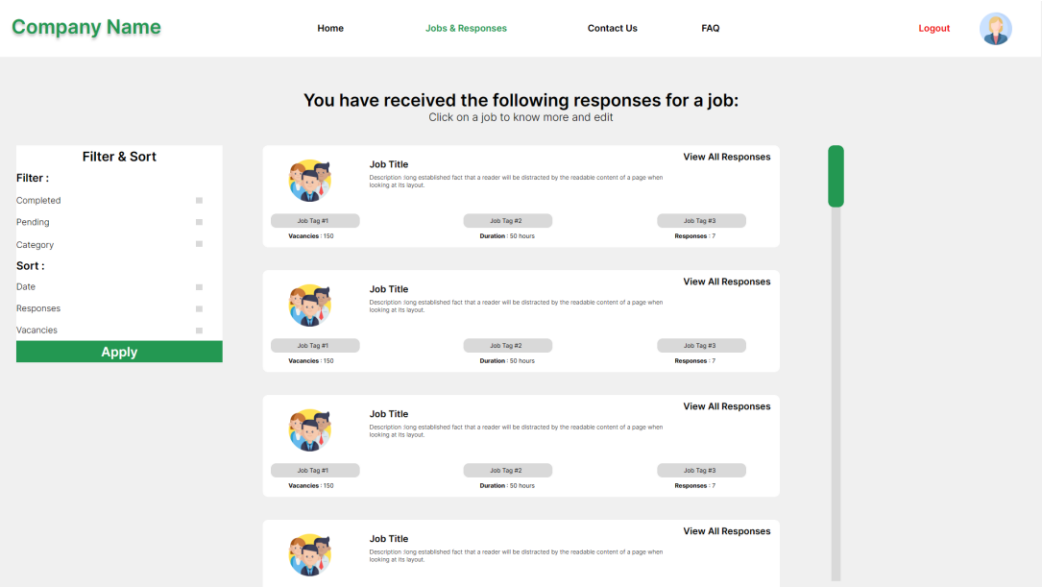 Company Name
Home
Jobs & Responses
Contact Us
FAQ
Logout
You have received the following responses for a job:
Click on a job to know more and edit
Filter & Sort
Filter :
Completed
Pending
Category
Sort :
Date
Responses
Vacancies
Apply
Job Title
View All Responses
Description :long established fact that a reader will be distracted by the readable content of a page when
looking at its layout.
Job Tag #1
Job Tag #2
Job Tag #3
Vacancies : 150
Duration : 50 hours
Responses : 7
Job Title
View All Responses
Description :long established fact that a reader will be distracted by the readable content of a page when
looking at its layout.
Job Tag #1
Job Tag #2
Job Tag #3
Vacancies : 150
Duration : 50 hours
Responses : 7
Job Title
View All Responses
Description :long established fact that a reader will be distracted by the readable content of a page when
looking at its layout.
Job Tag #1
Job Tag #2
Job Tag #3
Vacancies : 150
Duration : 50 hours
Responses : 7
Job Title
View All Responses
Description :long established fact that a reader will be distracted by the readable content of a page when
looking at its layout.